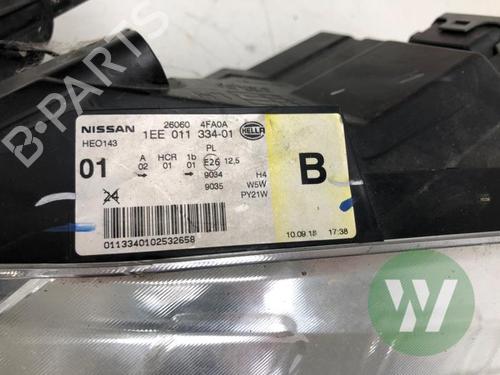 26060 4FA0A
NISSAN 1EE 011 334-01 HELLA
HEO143
PL
01 A HCR 1b E26 12,5
02 01 01
9034 H4
9035 W5W
PY21W
24
B
0113340102532658
10.09.18 17:38
B-PARTS
W